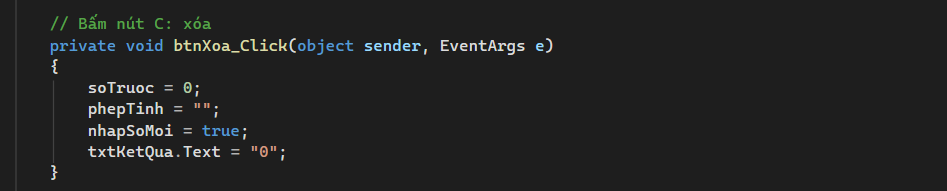 // Bấm nút C: xóa
private void btnXoa_Click(object sender, EventArgs e)
{
soTruoc = 0;
phepTinh = "";
nhapSoMoi = true;
txtKetQua.Text = "0";
}